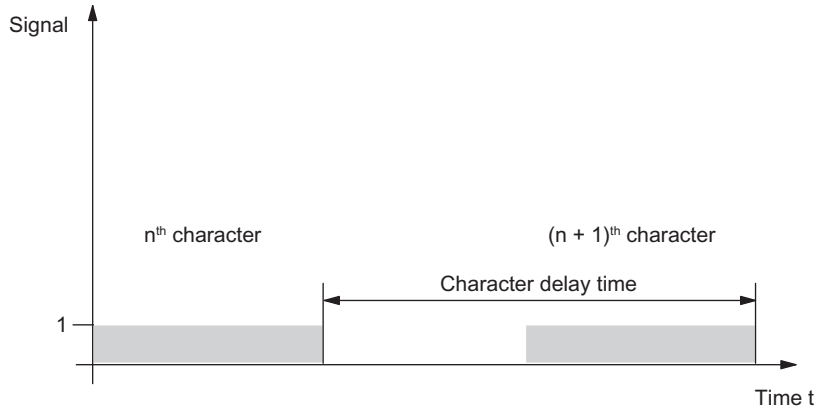 Signal
nth character
(n + 1)th character
Character delay time
1
Time t